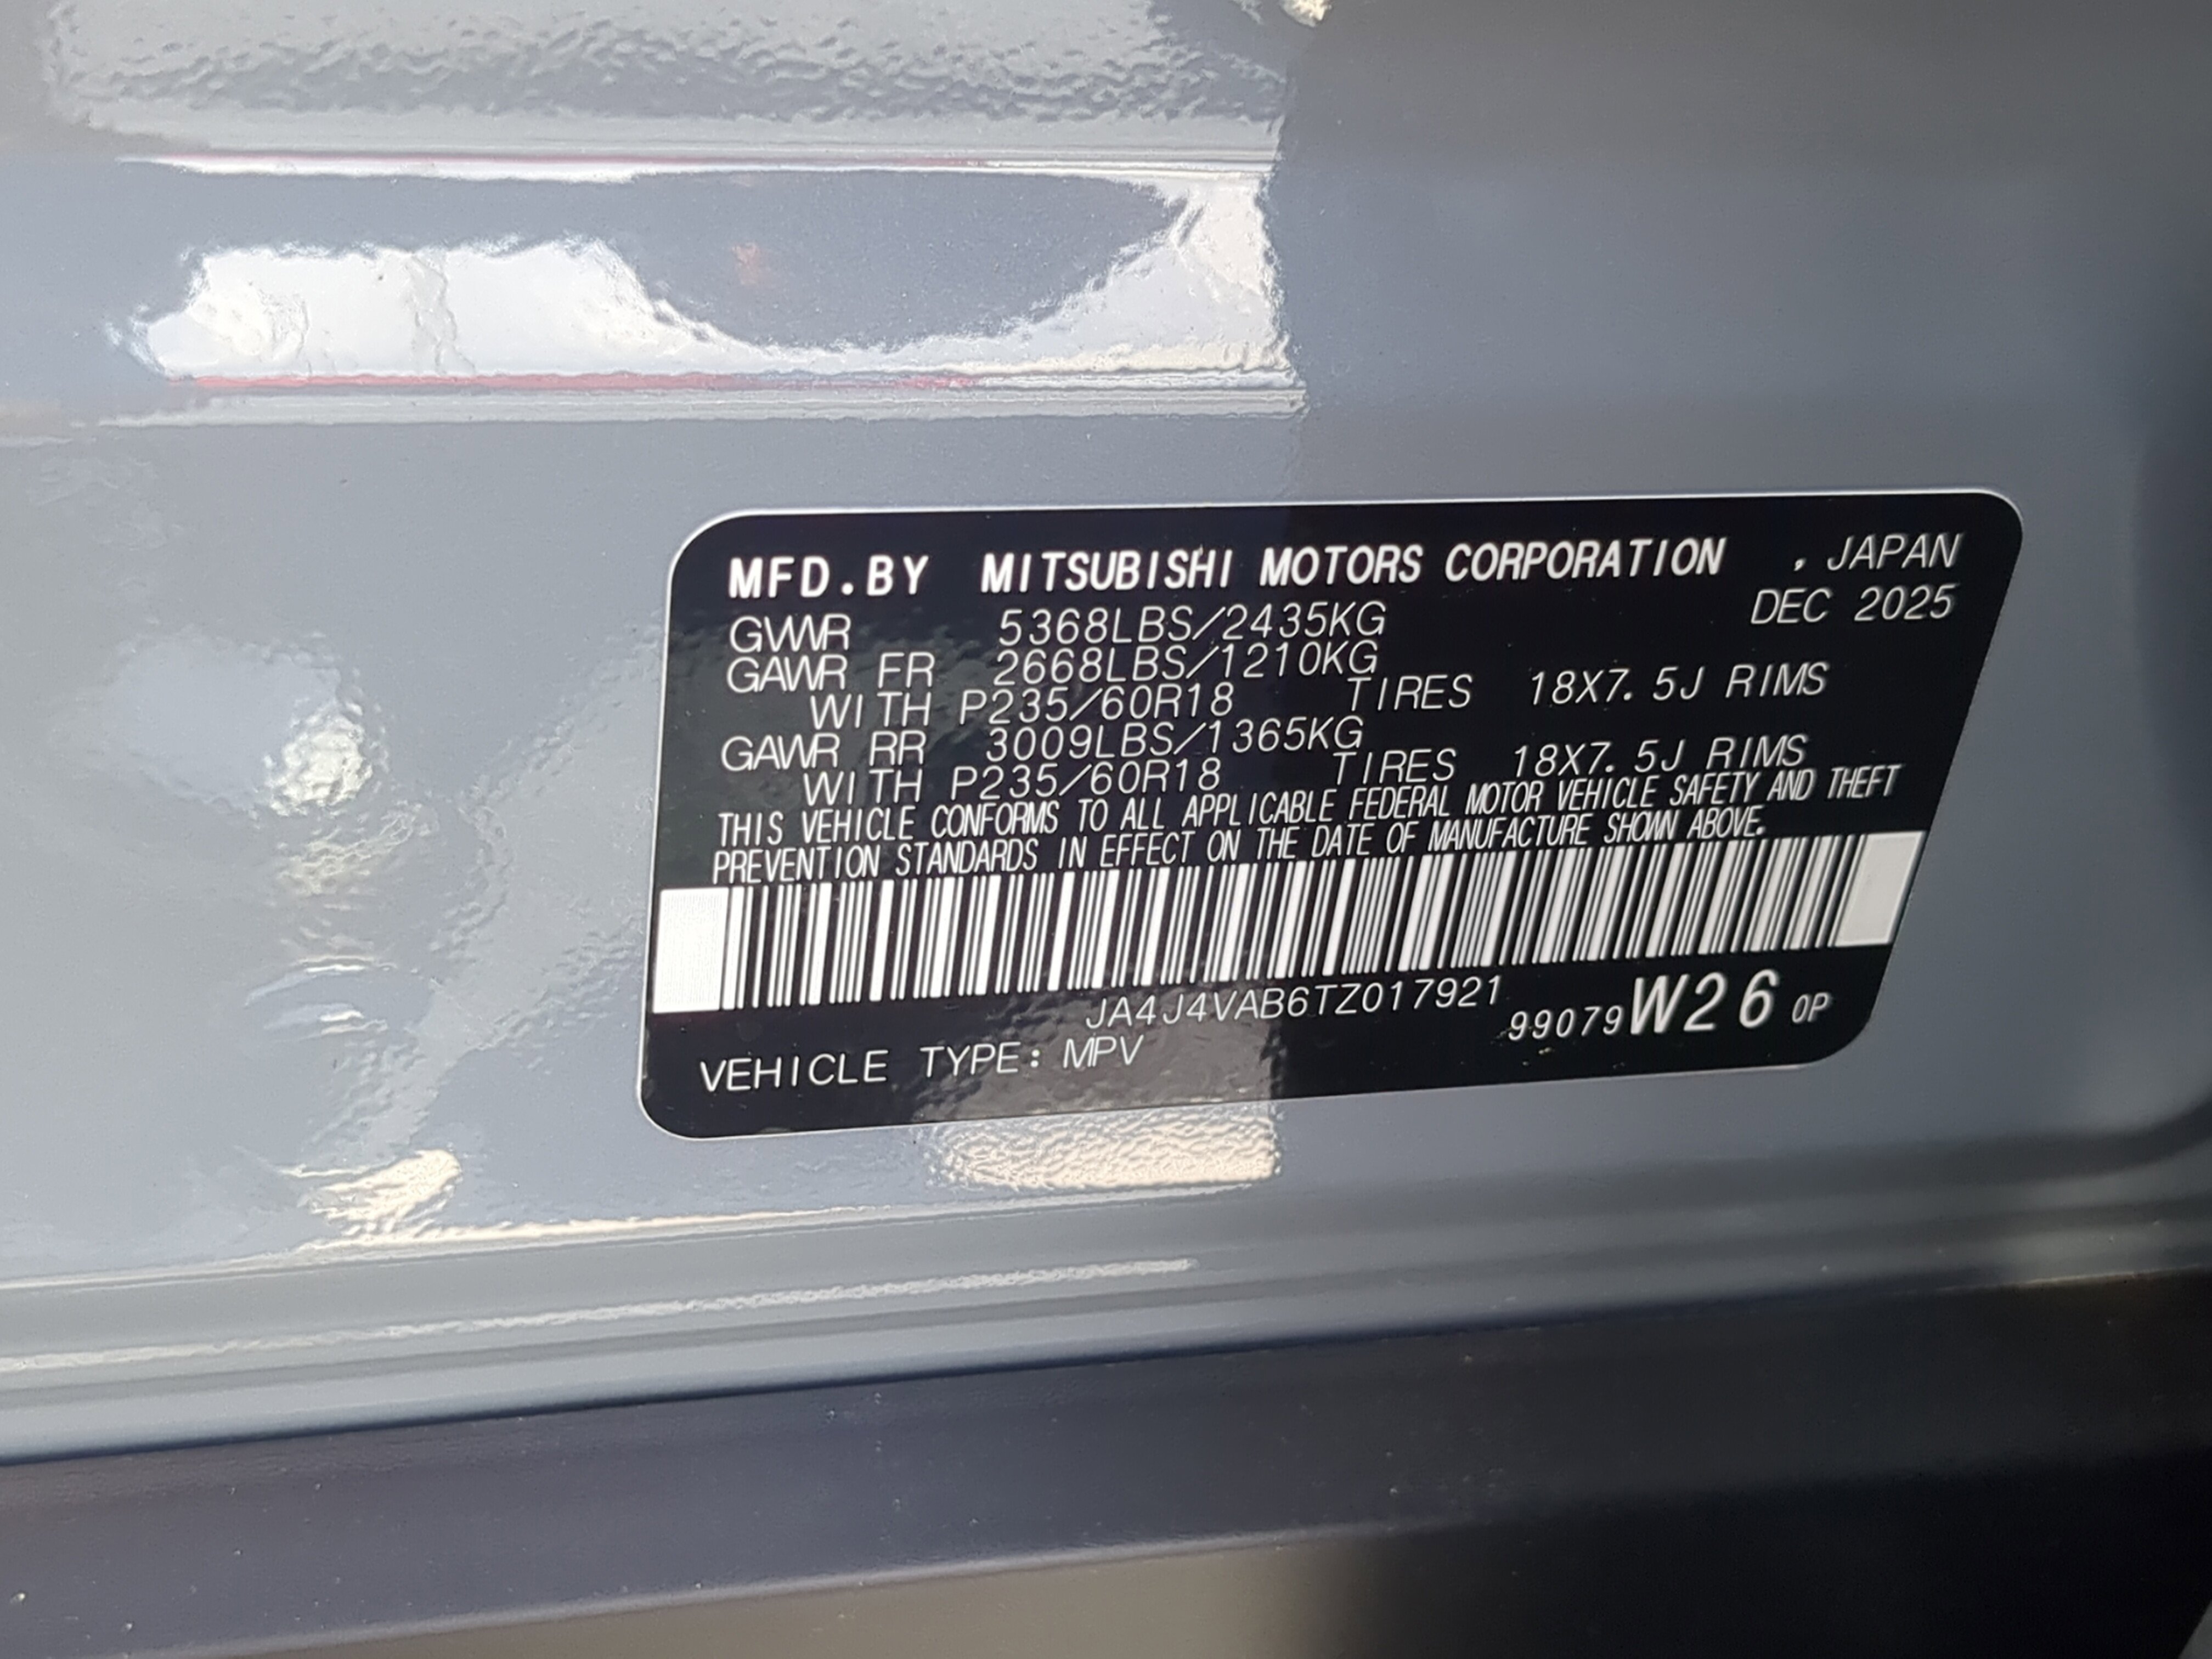 MFD.BY MITSUBISHI MOTORS CORPORATION , JAPAN
DEC 2025
GVWR 5368LBS/2435KG
GAWR FR 2668LBS/1210KG
WITH P235/60R18 TIRES 18X7.5J RIMS
GAWR RR 3009LBS/1365KG
WITH P235/60R18 TIRES 18X7.5J RIMS
THIS VEHICLE CONFORMS TO ALL APPLICABLE FEDERAL MOTOR VEHICLE SAFETY AND THEFT
PREVENTION STANDARDS IN EFFECT ON THE DATE OF MANUFACTURE SHOWN ABOVE.
JA4J4VAB6TZ017921
99079W26 0P
VEHICLE TYPE: MPV